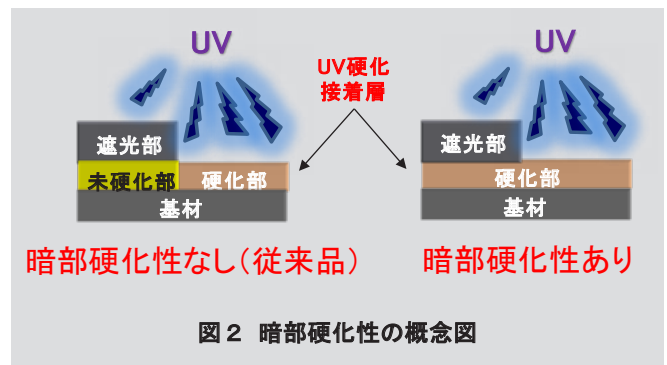 UV
UV
UV硬化
接着層
遮光部
未硬化部
硬化部
基材
遮光部
硬化部
基材
暗部硬化性なし(従来品)
暗部硬化性あり
図2 暗部硬化性の概念図